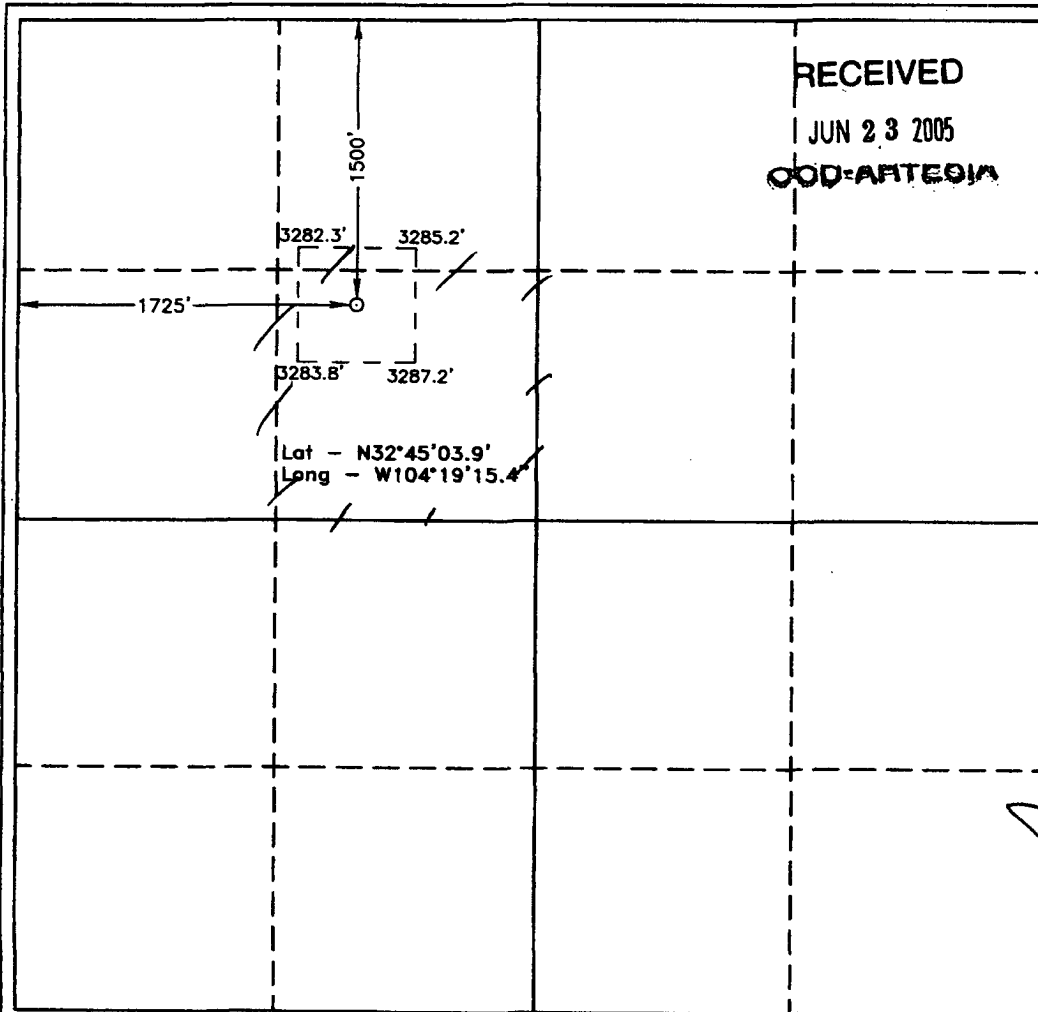 RECEIVED
JUN 23 2005
OOD-ARTESIA
1500'
3282.3' 3285.2'
1725'
3283.8' 3287.2'
Lat - N32°45'03.9'
Long - W104°19'15.4"